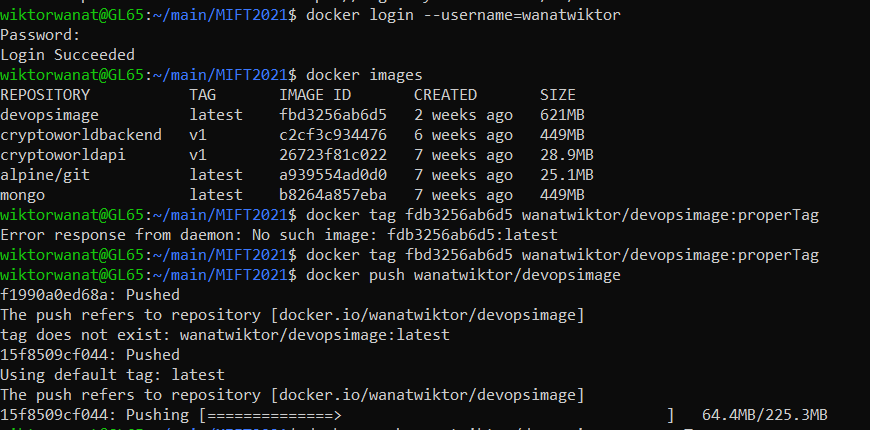 wiktorwanat@GL65:~/main/MIFT2021$ docker login --username=wanatwiktor
Password:
Login Succeeded
wiktorwanat@GL65:~/main/MIFT2021$ docker images
REPOSITORY TAG IMAGE ID CREATED SIZE
devopsimage latest fbd3256ab6d5 2 weeks ago 621MB
cryptoworldbackend v1 c2cf3c934476 6 weeks ago 449MB
cryptoworldapi v1 26723f81c022 7 weeks ago 28.9MB
alpine/git latest a939554ad0d0 7 weeks ago 25.1MB
mongo latest b8264a857eba 7 weeks ago 449MB
wiktorwanat@GL65:~/main/MIFT2021$ docker tag fdb3256ab6d5 wanatwiktor/devopsimage:properTag
Error response from daemon: No such image: fdb3256ab6d5:latest
wiktorwanat@GL65:~/main/MIFT2021$ docker tag fbd3256ab6d5 wanatwiktor/devopsimage:properTag
wiktorwanat@GL65:~/main/MIFT2021$ docker push wanatwiktor/devopsimage
f1990a0ed68a: Pushed
The push refers to repository [docker.io/wanatwiktor/devopsimage]
tag does not exist: wanatwiktor/devopsimage:latest
15f8509cf044: Pushed
Using default tag: latest
The push refers to repository [docker.io/wanatwiktor/devopsimage]
15f8509cf044: Pushing [==============> ] 64.4MB/225.3MB